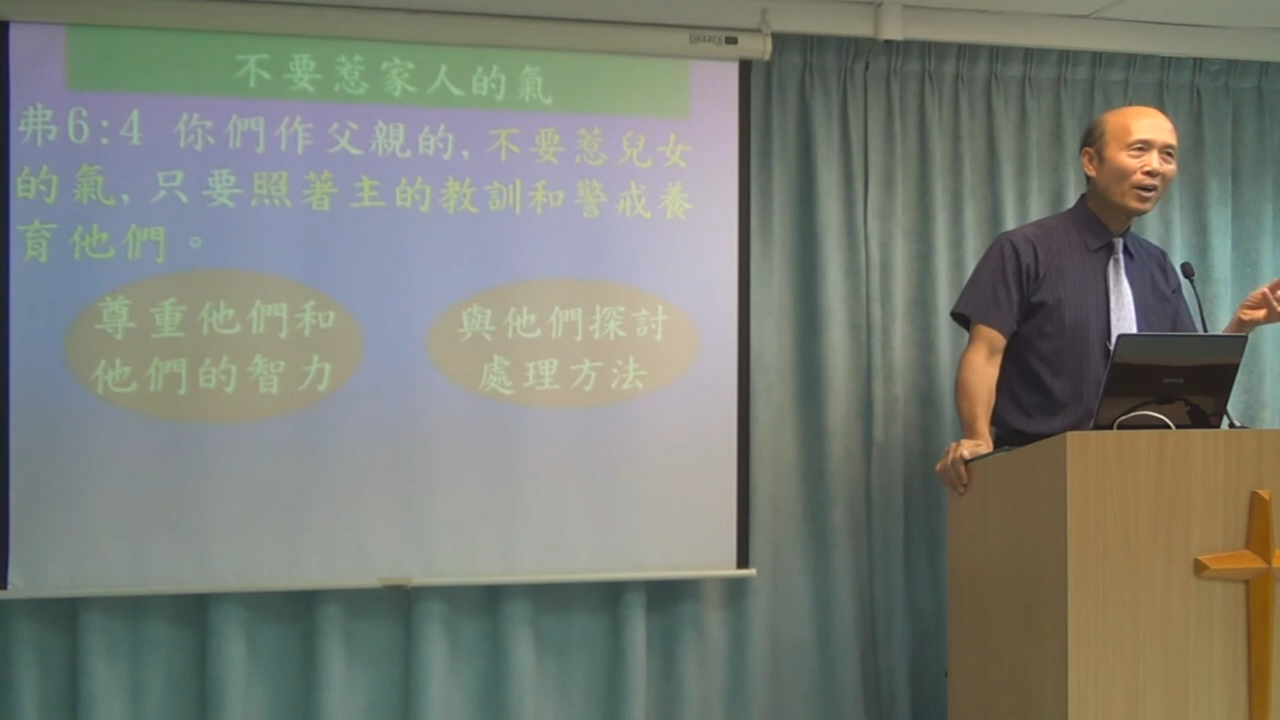 不要惹家人的氣
弗6:4 你們作父親的,不要惹兒女
的氣,只要照著主的教訓和警戒養
育他們。
尊重他們和
他們的智力
與他們探討
處理方法